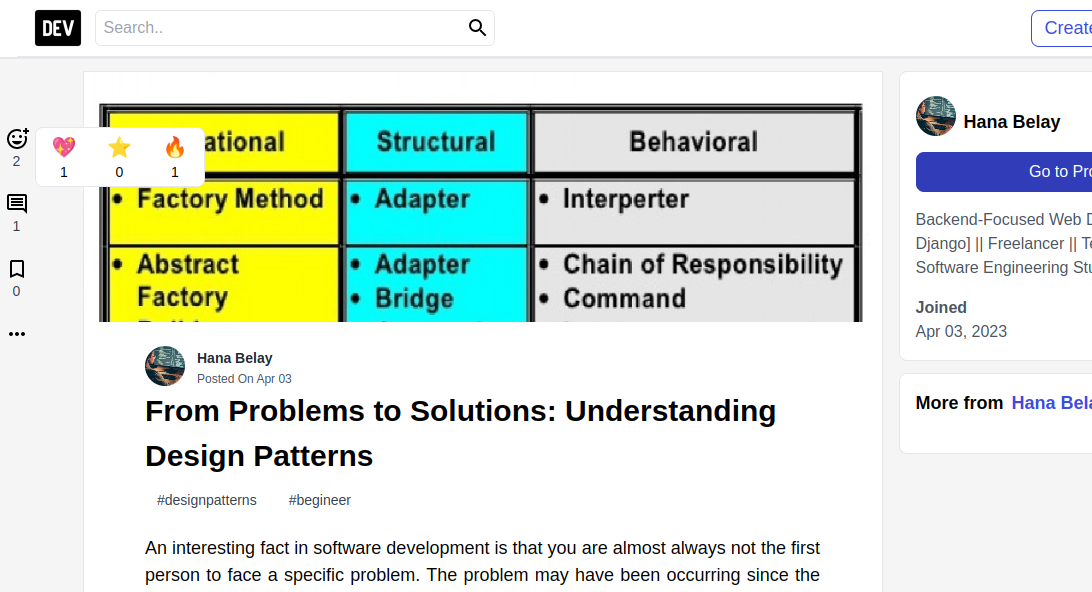 DEV
Search..
Create
2
1
0
1
1
0
ational
Structural
Behavioral
• Factory Method
• Adapter
• Interperter
• Abstract
Factory
• Adapter
• Bridge
• Chain of Responsibility
• Command
Hana Belay
Posted On Apr 03
From Problems to Solutions: Understanding
Design Patterns
#designpatterns #begineer
An interesting fact in software development is that you are almost always not the first
person to face a specific problem. The problem may have been occurring since the
Hana Belay
Go to Pro
Backend-Focused Web D
Django] || Freelancer || Te
Software Engineering Stu
Joined
Apr 03, 2023
More from Hana Bela